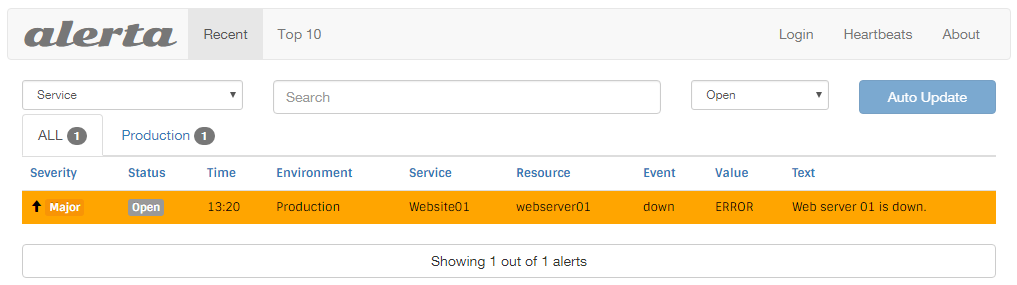 alerta Recent Top 10 Login Heartbeats About
Service Search Open Auto Update
ALL 1 Production 1
Severity Status Time Environment Service Resource Event Value Text
Major Open 13:20 Production Website01 webserver01 down ERROR Web server 01 is down.
Showing 1 out of 1 alerts